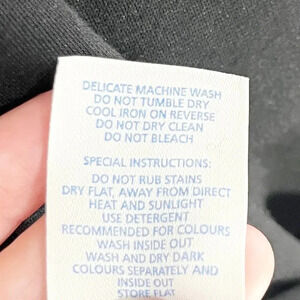 DELICATE MACHINE WASH
DO NOT TUMBLE DRY
COOL IRON ON REVERSE
DO NOT DRY CLEAN
DO NOT BLEACH
SPECIAL INSTRUCTIONS:
DO NOT RUB STAINS
DRY FLAT, AWAY FROM DIRECT
HEAT AND SUNLIGHT
USE DETERGENT
RECOMMENDED FOR COLOURS
WASH INSIDE OUT
WASH AND DRY DARK
COLOURS SEPARATELY AND
INSIDE OUT
STORE FLAT